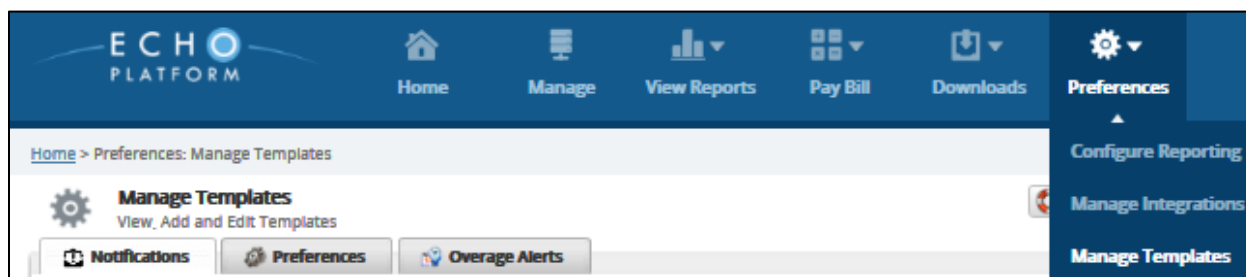 ECHO
PLATFORM
Home
Manage
View Reports
Pay Bill
Downloads
Preferences
Home > Preferences: Manage Templates
Configure Reporting
Manage Templates
View, Add and Edit Templates
Manage Integrations
Notifications
Preferences
Overage Alerts
Manage Templates